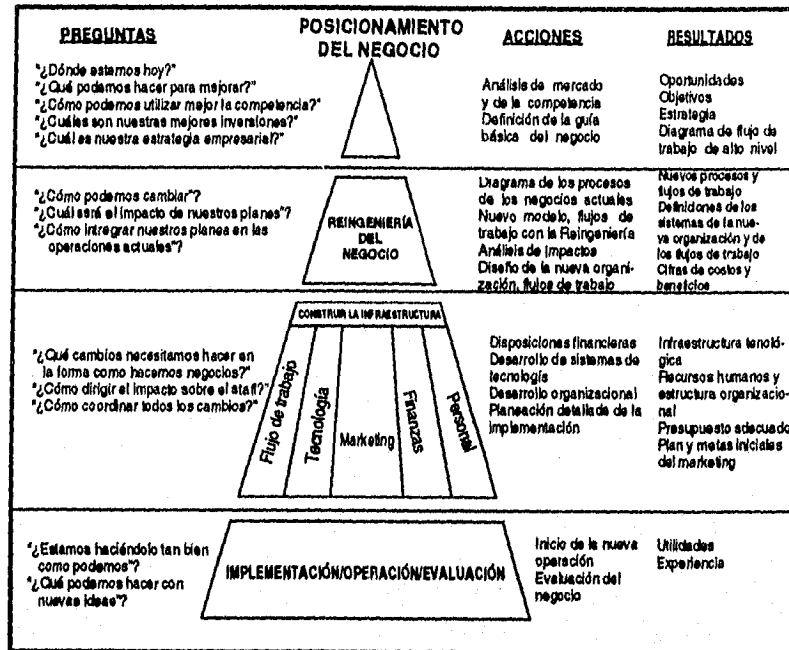 PREGUNTAS
POSICIONAMIENTO
DEL NEGOCIO
ACCIONES
RESULTADOS
"¿Dónde estamos hoy?"
"¿Qué podemos hacer para mejorar?"
"¿Cómo podemos utilizar mejor la competencia?"
"¿Cuáles son nuestras mejores inversiones?"
"¿Cuál es nuestra estrategia empresarial?"
Análisis de mercado
y de la competencia
Definición de la guía
básica del negocio
Oportunidades
Objetivos
Estrategia
Diagrama de flujo de
trabajo de alto nivel
"¿Cómo podemos cambiar"?
"¿Cuál será el impacto de nuestros planes"?
"¿Cómo intregrar nuestros planea en las
operaciones actuales"?
REINGENIERÍA
DEL
NEGOCIO
Diagrama de los procesos
de los negocios actuales
Nuevo modelo, flujos de
trabajo con la Reingeniería
Análisis de impactos
Diseño de la nueva organi-
zación, flujos de trabajo
Nuevos procesos y
flujos de trabajo
Definiciones de los
sistemas de la nue-
va organización y de
los flujos de trabajo
Cifras de costos y
beneficios
CONSTRUIR LA INFRAESTRUCTURA
"¿Qué cambios necesitamos hacer en
la forma como hacemos negocios?"
"¿Cómo dirigir el impacto sobre el staff?"
"¿Cómo coordinar todos los cambios?"
Flujo de trabajo
Tecnología
Marketing
Finanzas
Personal
Disposiciones financieras
Desarrollo de sistemas de
tecnología
Desarrollo organizacional
Planeación detallada de la
implementación
Infraestructura tenoló-
gica
Recursos humanos y
estructura organizacio-
nal
Presupuesto adecuado
Plan y metas iniciales
del marketing
"¿Estamos haciéndolo tan bien
como podemos"?
"¿Qué podemos hacer con
nuevas ideas"?
IMPLEMENTACIÓN/OPERACIÓN/EVALUACIÓN
Inicio de la nueva
operación
Evaluación del
negocio
Utilidades
Experiencia